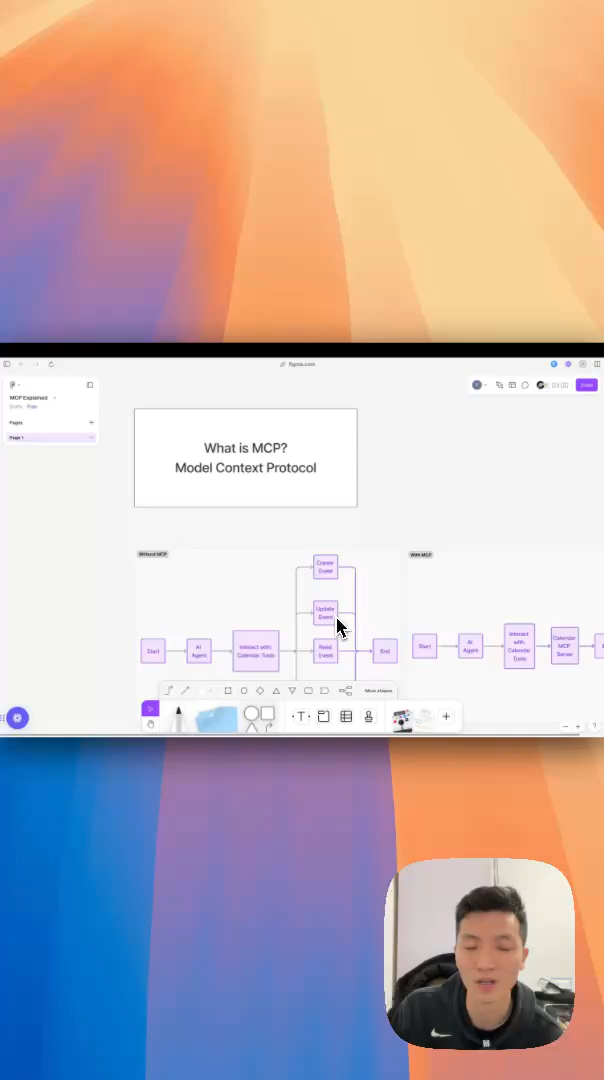 figma.com
MCP Explained
Drafts Free
Share
Pages
Page 1
What is MCP?
Model Context Protocol
Without MCP
With MCP
Create
Event
Update
Event
Start
AI
Agent
Interact with
Calendar Tools
Read
Event
End
Start
AI
Agent
Interact with
Calendar
Tools
Calendar
MCP
Server
More shapes